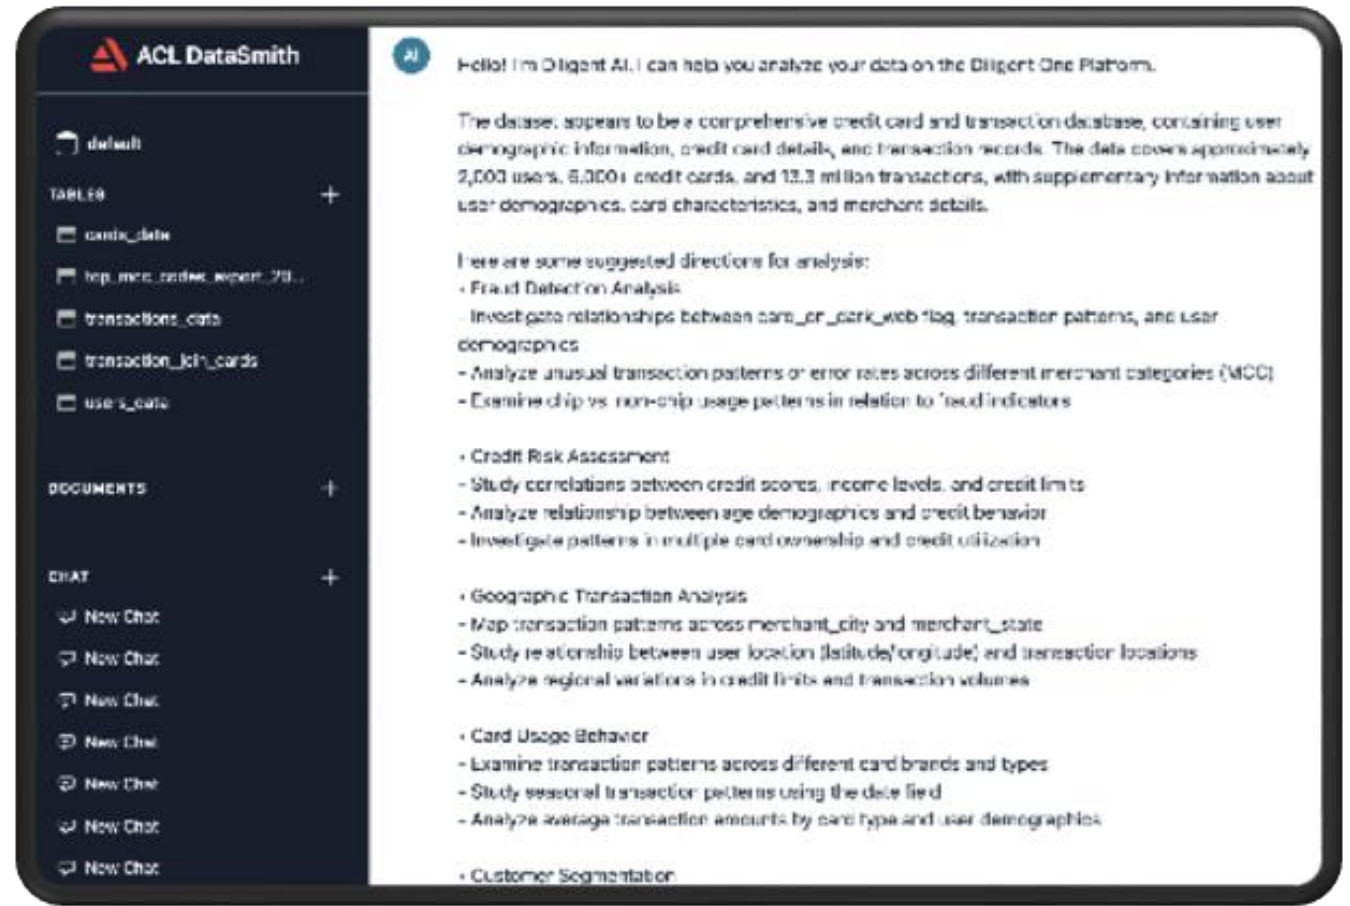 ACL DataSmith
default
TABLES
cards_data
top_mcc_codes_export_20...
transactions_data
transaction_join_cards
users_data
DOCUMENTS
CHAT
New Chat
New Chat
New Chat
New Chat
New Chat
New Chat
New Chat
AI
Hello! I'm Diligent AI. I can help you analyze your data on the Diligent One Platform.
The dataset appears to be a comprehensive credit card and transaction database, containing user
demographic information, credit card details, and transaction records. The data covers approximately
2,000 users, 6,000+ credit cards, and 13.3 million transactions, with supplementary information about
user demographics, card characteristics, and merchant details.
Here are some suggested directions for analysis:
• Fraud Detection Analysis
- Investigate relationships between card_on_dark_web flag, transaction patterns, and user
demographics
- Analyze unusual transaction patterns or error rates across different merchant categories (MCC)
- Examine chip vs. non-chip usage patterns in relation to fraud indicators
• Credit Risk Assessment
- Study correlations between credit scores, income levels, and credit limits
- Analyze relationship between age demographics and credit behavior
- Investigate patterns in multiple card ownership and credit utilization
• Geographic Transaction Analysis
- Map transaction patterns across merchant_city and merchant_state
- Study relationship between user location (latitude/longitude) and transaction locations
- Analyze regional variations in credit limits and transaction volumes
• Card Usage Behavior
- Examine transaction patterns across different card brands and types
- Study seasonal transaction patterns using the date field
- Analyze average transaction amounts by card type and user demographics
• Customer Segmentation